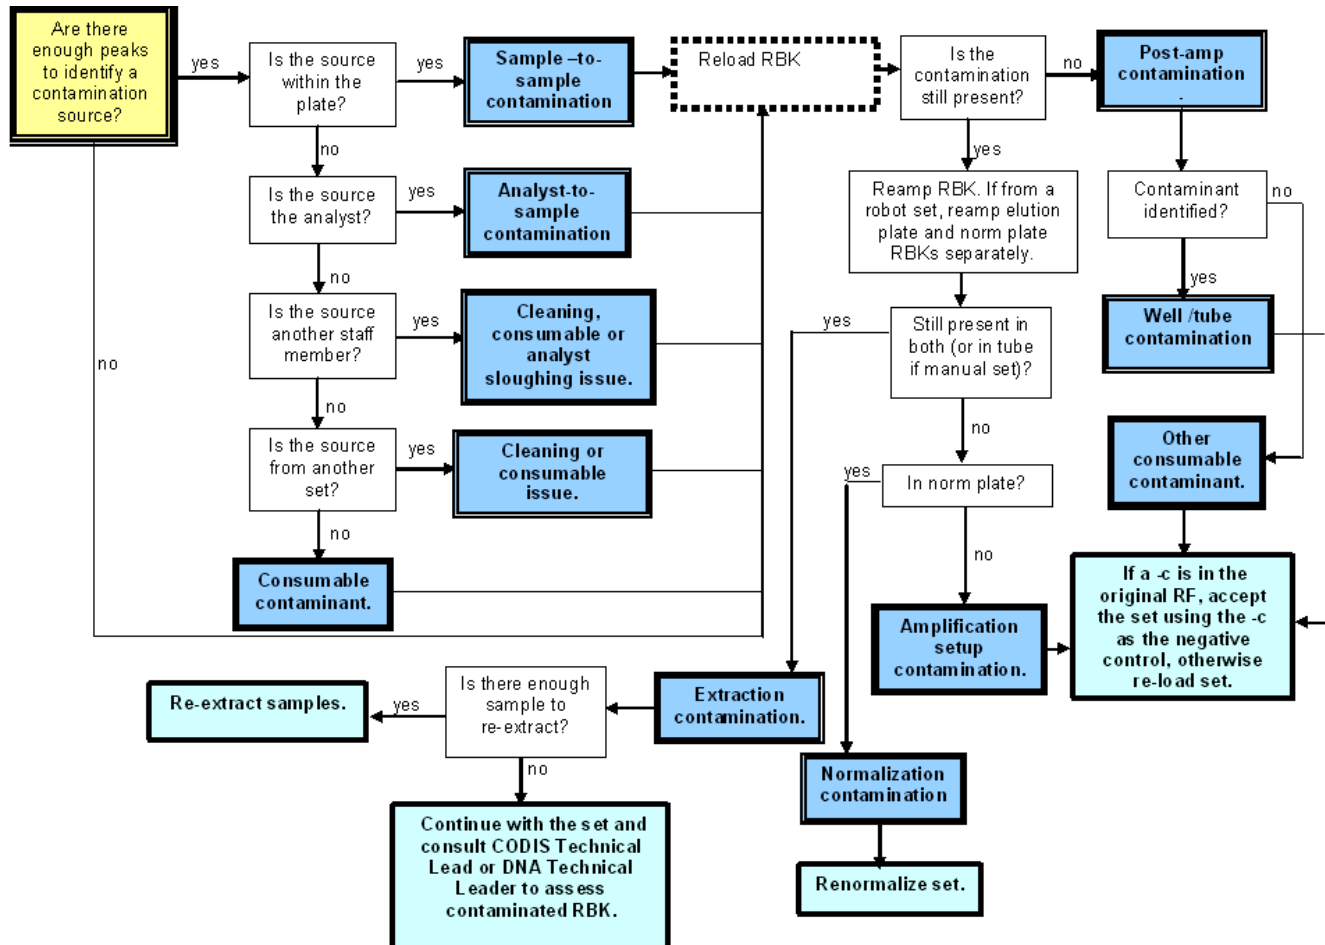 Are there
enough peaks
to identify a
contamination
source?
yes
Is the source
within the
plate?
yes
Sample –to-
sample
contamination
Reload RBK
Is the
contamination
still present?
no
Post-amp
contamination
.
no
yes
Is the source
the analyst?
yes
Analyst-to-
sample
contamination
Reamp RBK. If from a
robot set, reamp elution
plate and norm plate
RBKs separately.
Contaminant
identified?
no
no
yes
Is the source
another staff
member?
yes
Cleaning,
consumable or
analyst
sloughing issue.
yes
Still present in
both (or in tube
if manual set)?
Well /tube
contamination
no
no
no
Is the source
from another
set?
yes
Cleaning or
consumable
issue.
yes
In norm plate?
Other
consumable
contaminant.
no
no
Consumable
contaminant.
Amplification
setup
contamination.
If a -c is in the
original RF, accept
the set using the -c
as the negative
control, otherwise
re-load set.
Re-extract samples.
yes
Is there enough
sample to
re-extract?
Extraction
contamination.
no
Normalization
contamination
Continue with the set and
consult CODIS Technical
Lead or DNA Technical
Leader to assess
contaminated RBK.
Renormalize set.